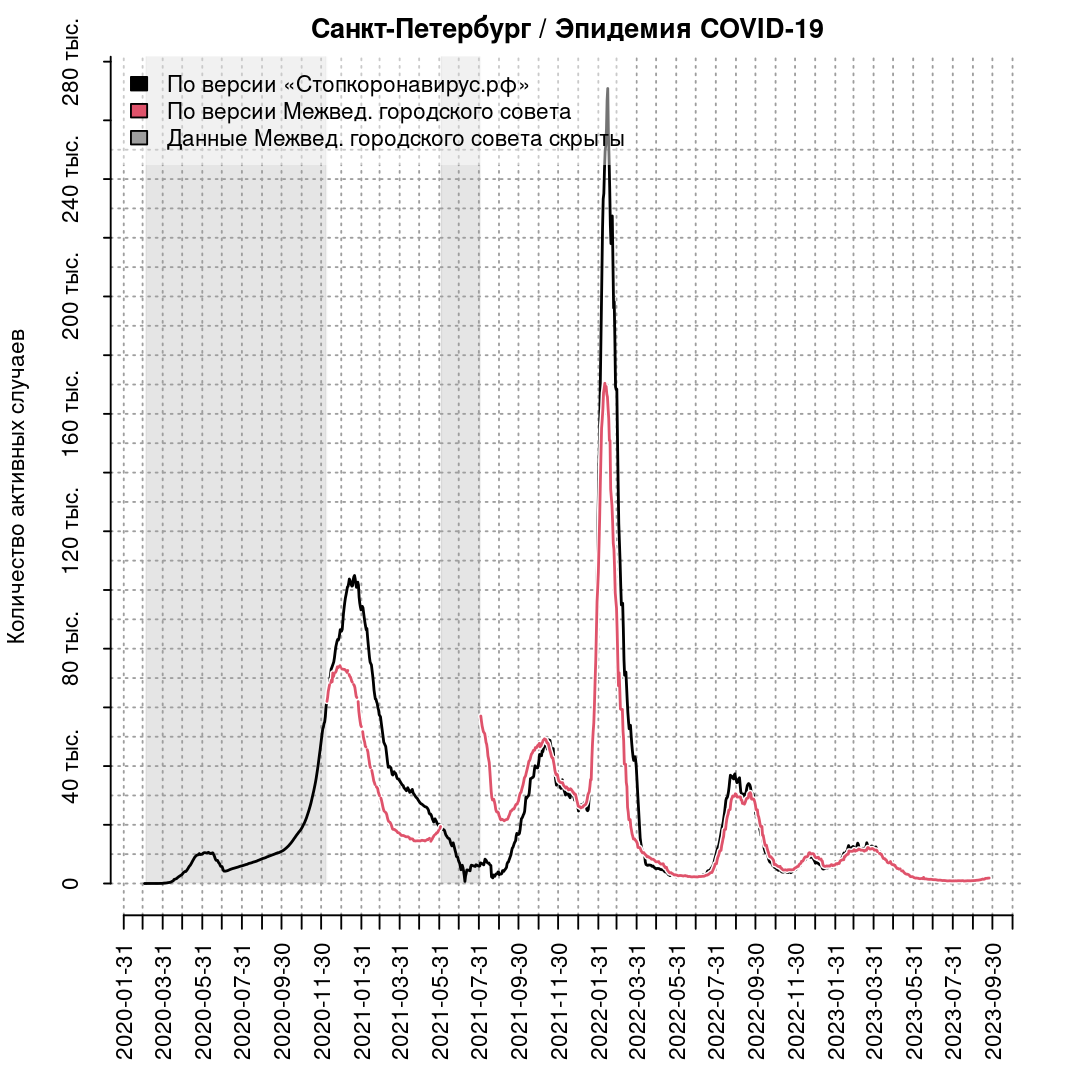 Санкт-Петербург / Эпидемия COVID-19
По версии «Стопкоронавирус.рф»
По версии Межвед. городского совета
Данные Межвед. городского совета скрыты
Количество активных случаев
280 тыс.
240 тыс.
200 тыс.
160 тыс.
120 тыс.
80 тыс.
40 тыс.
0
2020-01-31
2020-03-31
2020-05-31
2020-07-31
2020-09-30
2020-11-30
2021-01-31
2021-03-31
2021-05-31
2021-07-31
2021-09-30
2021-11-30
2022-01-31
2022-03-31
2022-05-31
2022-07-31
2022-09-30
2022-11-30
2023-01-31
2023-03-31
2023-05-31
2023-07-31
2023-09-30